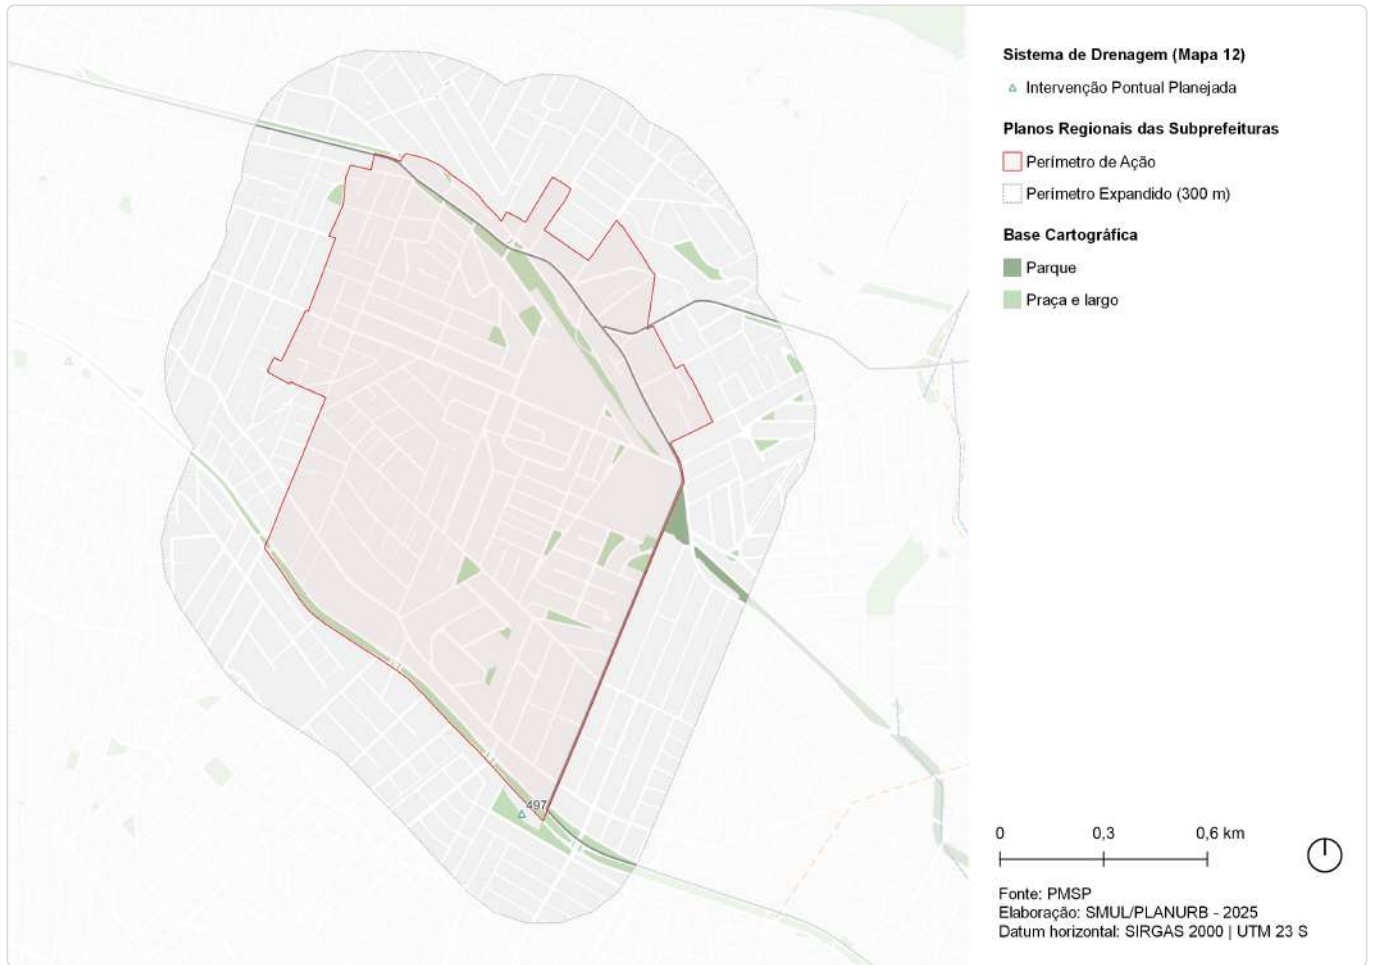 Sistema de Drenagem (Mapa 12)
Intervenção Pontual Planejada
Planos Regionais das Subprefeituras
Perímetro de Ação
Perímetro Expandido (300 m)
Base Cartográfica
Parque
Praça e largo
497
0 0,3 0,6 km
Fonte: PMSP
Elaboração: SMUL/PLANURB - 2025
Datum horizontal: SIRGAS 2000 | UTM 23 S